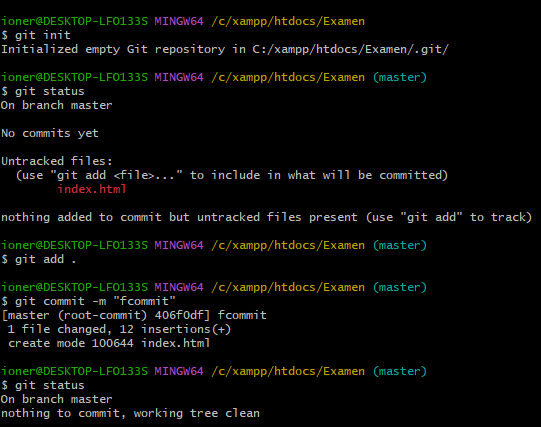 ioner@DESKTOP-LFO133S MINGW64 /c/xampp/htdocs/Examen
$ git init
Initialized empty Git repository in C:/xampp/htdocs/Examen/.git/
ioner@DESKTOP-LFO133S MINGW64 /c/xampp/htdocs/Examen (master)
$ git status
On branch master
No commits yet
Untracked files:
(use "git add <file>..." to include in what will be committed)
index.html
nothing added to commit but untracked files present (use "git add" to track)
ioner@DESKTOP-LFO133S MINGW64 /c/xampp/htdocs/Examen (master)
$ git add .
ioner@DESKTOP-LFO133S MINGW64 /c/xampp/htdocs/Examen (master)
$ git commit -m "fcommit"
[master (root-commit) 406f0df] fcommit
1 file changed, 12 insertions(+)
create mode 100644 index.html
ioner@DESKTOP-LFO133S MINGW64 /c/xampp/htdocs/Examen (master)
$ git status
On branch master
nothing to commit, working tree clean